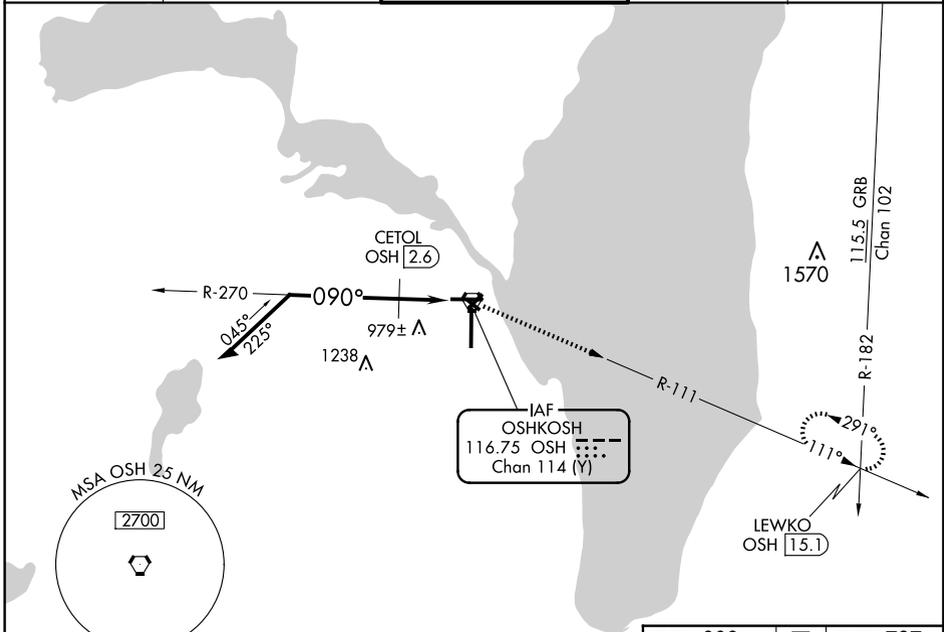 115.5 GRB
Chan 102
CETOL
OSH 2.6
1570
R-270
090°
045°
225°
979±
1238
R-182
R-111
IAF
OSHKOSH
116.75 OSH
Chan 114 (Y)
291°
111°
MSA OSH 25 NM
2700
LEWKO
OSH 15.1